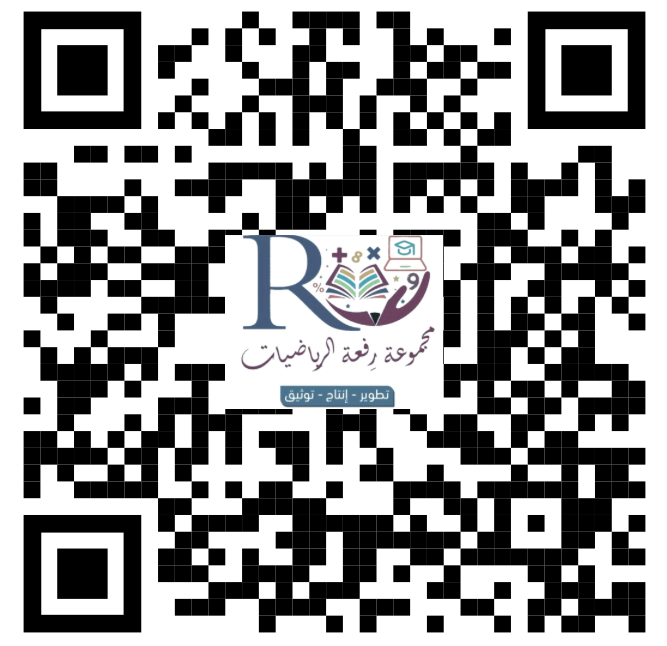 R
مجموعة رفعة الرياضيات
تطوير - إنتاج - توثيق